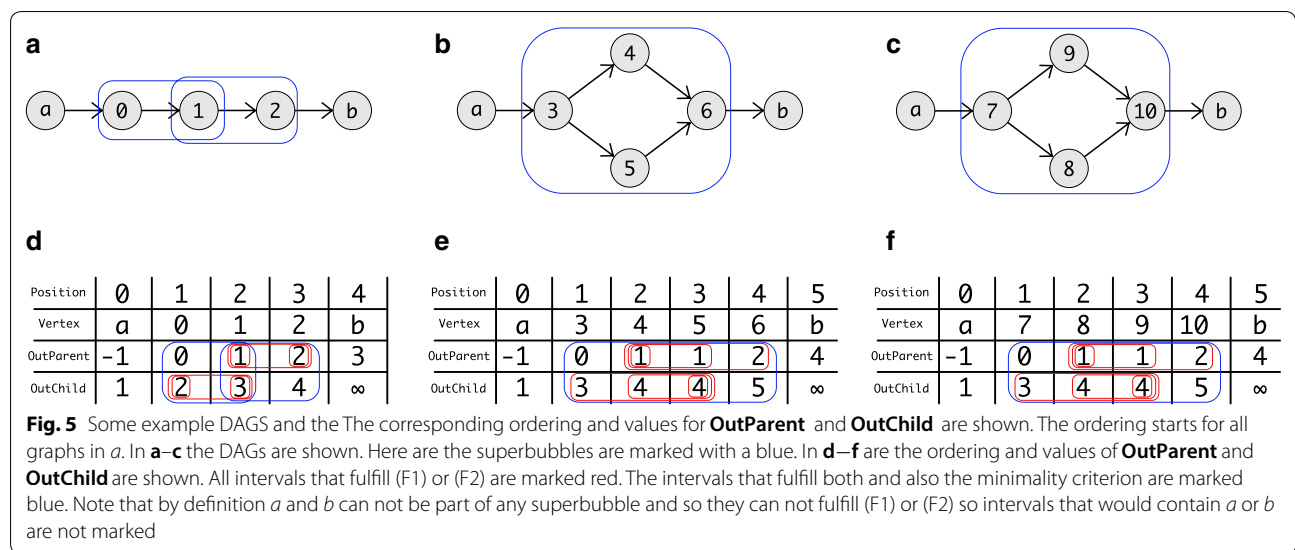 a
b
c
a 0 1 2 b
a 3 4 5 6 b
a 7 9 8 10 b
d
e
f
Position 0 1 2 3 4
Vertex a 0 1 2 b
OutParent -1 0 1 2 3
OutChild 1 2 3 4 ∞
Position 0 1 2 3 4 5
Vertex a 3 4 5 6 b
OutParent -1 0 1 1 2 4
OutChild 1 3 4 4 5 ∞
Position 0 1 2 3 4 5
Vertex a 7 8 9 10 b
OutParent -1 0 1 1 2 4
OutChild 1 3 4 4 5 ∞
Fig. 5 Some example DAGS and the The corresponding ordering and values for OutParent and OutChild are shown. The ordering starts for all
graphs in a. In a–c the DAGs are shown. Here are the superbubbles are marked with a blue. In d–f are the ordering and values of OutParent and
OutChild are shown. All intervals that fulfill (F1) or (F2) are marked red. The intervals that fulfill both and also the minimality criterion are marked
blue. Note that by definition a and b can not be part of any superbubble and so they can not fulfill (F1) or (F2) so intervals that would contain a or b
are not marked